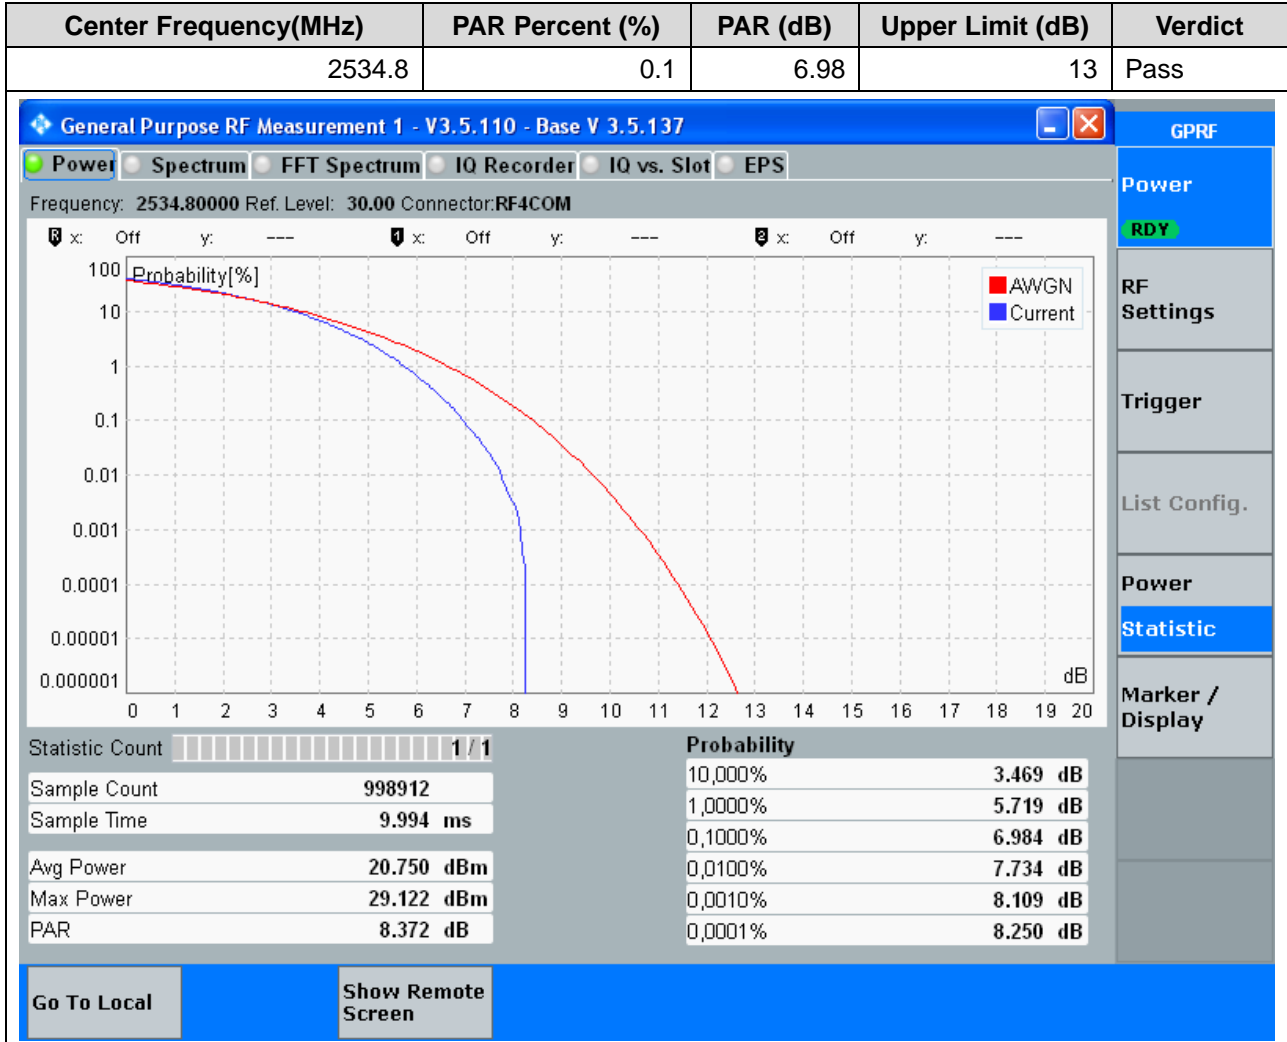 Center Frequency(MHz) PAR Percent (%) PAR (dB) Upper Limit (dB) Verdict
2534.8 0.1 6.98 13 Pass
General Purpose RF Measurement 1 - V3.5.110 - Base V 3.5.137
GPRF
Power Spectrum FFT Spectrum IQ Recorder IQ vs. Slot EPS
Power
RDY
Frequency: 2534.80000 Ref. Level: 30.00 Connector:RF4COM
R x: Off y: --- 1 x: Off y: --- 2 x: Off y: ---
100 Probability[%]
AWGN
Current
RF
Settings
10
1
0.1
Trigger
0.01
List Config.
0.001
0.0001
Power
0.00001
Statistic
0.000001
dB
0 1 2 3 4 5 6 7 8 9 10 11 12 13 14 15 16 17 18 19 20
Marker /
Display
Statistic Count 1 / 1
Probability
Sample Count 998912
Sample Time 9.994 ms
Avg Power 20.750 dBm
Max Power 29.122 dBm
PAR 8.372 dB
10,000% 3.469 dB
1,0000% 5.719 dB
0,1000% 6.984 dB
0,0100% 7.734 dB
0,0010% 8.109 dB
0,0001% 8.250 dB
Go To Local
Show Remote
Screen